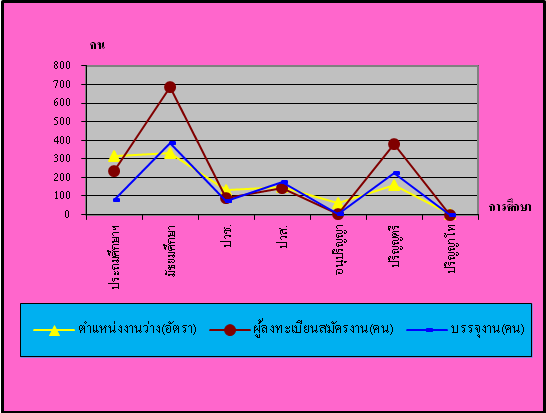 คน
800
700
600
500
400
300
200
100
0
การศึกษา
ประถมศึกษาฯ
มัธยมศึกษา
ปวช.
ปวส.
อนุปริญญา
ปริญญตรี
ปริญญาโท
ตำแหน่งงานว่าง(อัตรา) ผู้ลงทะเบียนสมัครงาน(คน) บรรจุงาน(คน)